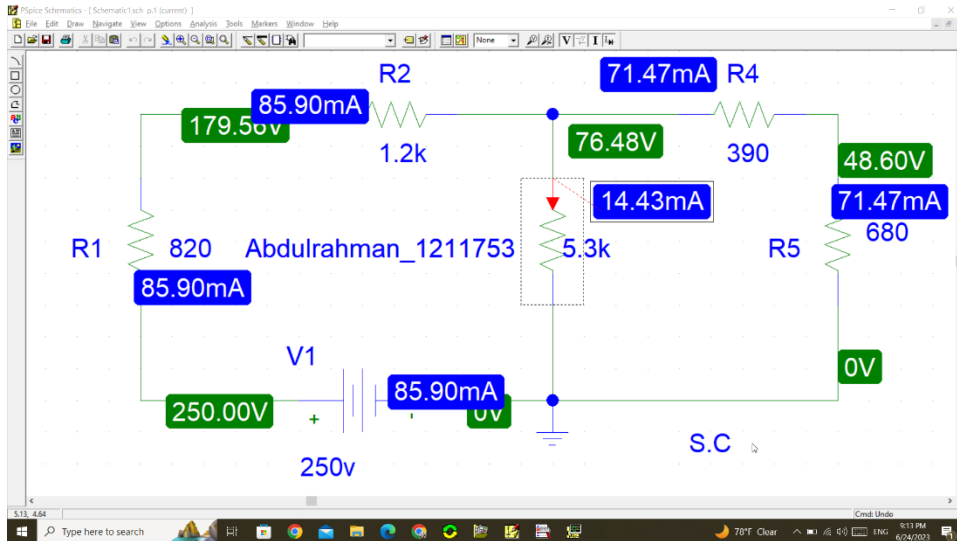 PSpice Schematics - [ Schematic1.sch p.1 (current) ]
File Edit Draw Navigate View Options Analysis Tools Markers Window Help
None
V I
R2
71.47mA R4
85.90mA
179.56V
1.2k
76.48V
390
48.60V
14.43mA
71.47mA
R1
820
Abdulrahman_1211753
5.3k
R5
680
85.90mA
V1
0V
85.90mA
250.00V
+
-
0V
S.C
250v
5.13, 4.64
Cmd: Undo
Type here to search
78°F Clear
ENG
9:13 PM
6/24/2023